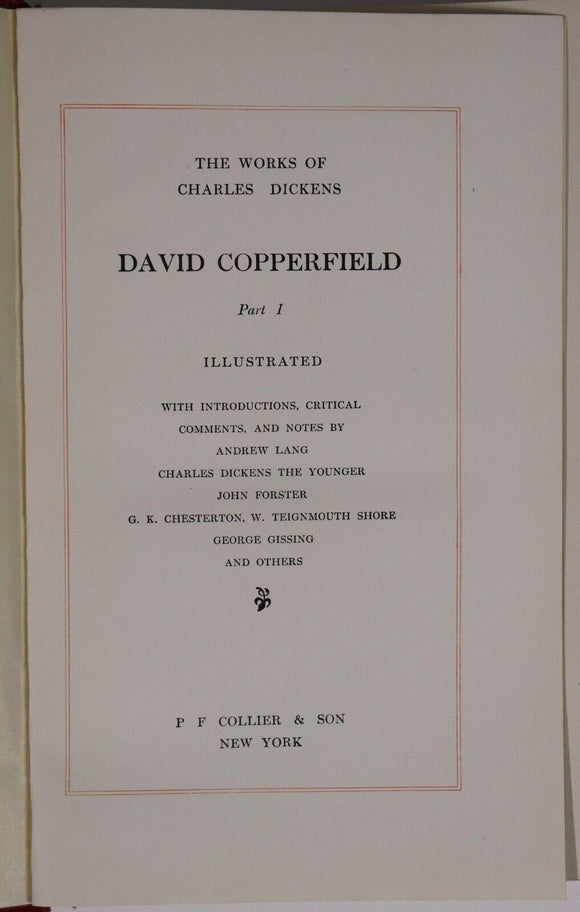 THE WORKS OF
CHARLES DICKENS
DAVID COPPERFIELD
Part I
ILLUSTRATED
WITH INTRODUCTIONS, CRITICAL
COMMENTS, AND NOTES BY
ANDREW LANG
CHARLES DICKENS THE YOUNGER
JOHN FORSTER
G. K. CHESTERTON, W. TEIGNMOUTH SHORE
GEORGE GISSING
AND OTHERS
P F COLLIER & SON
NEW YORK